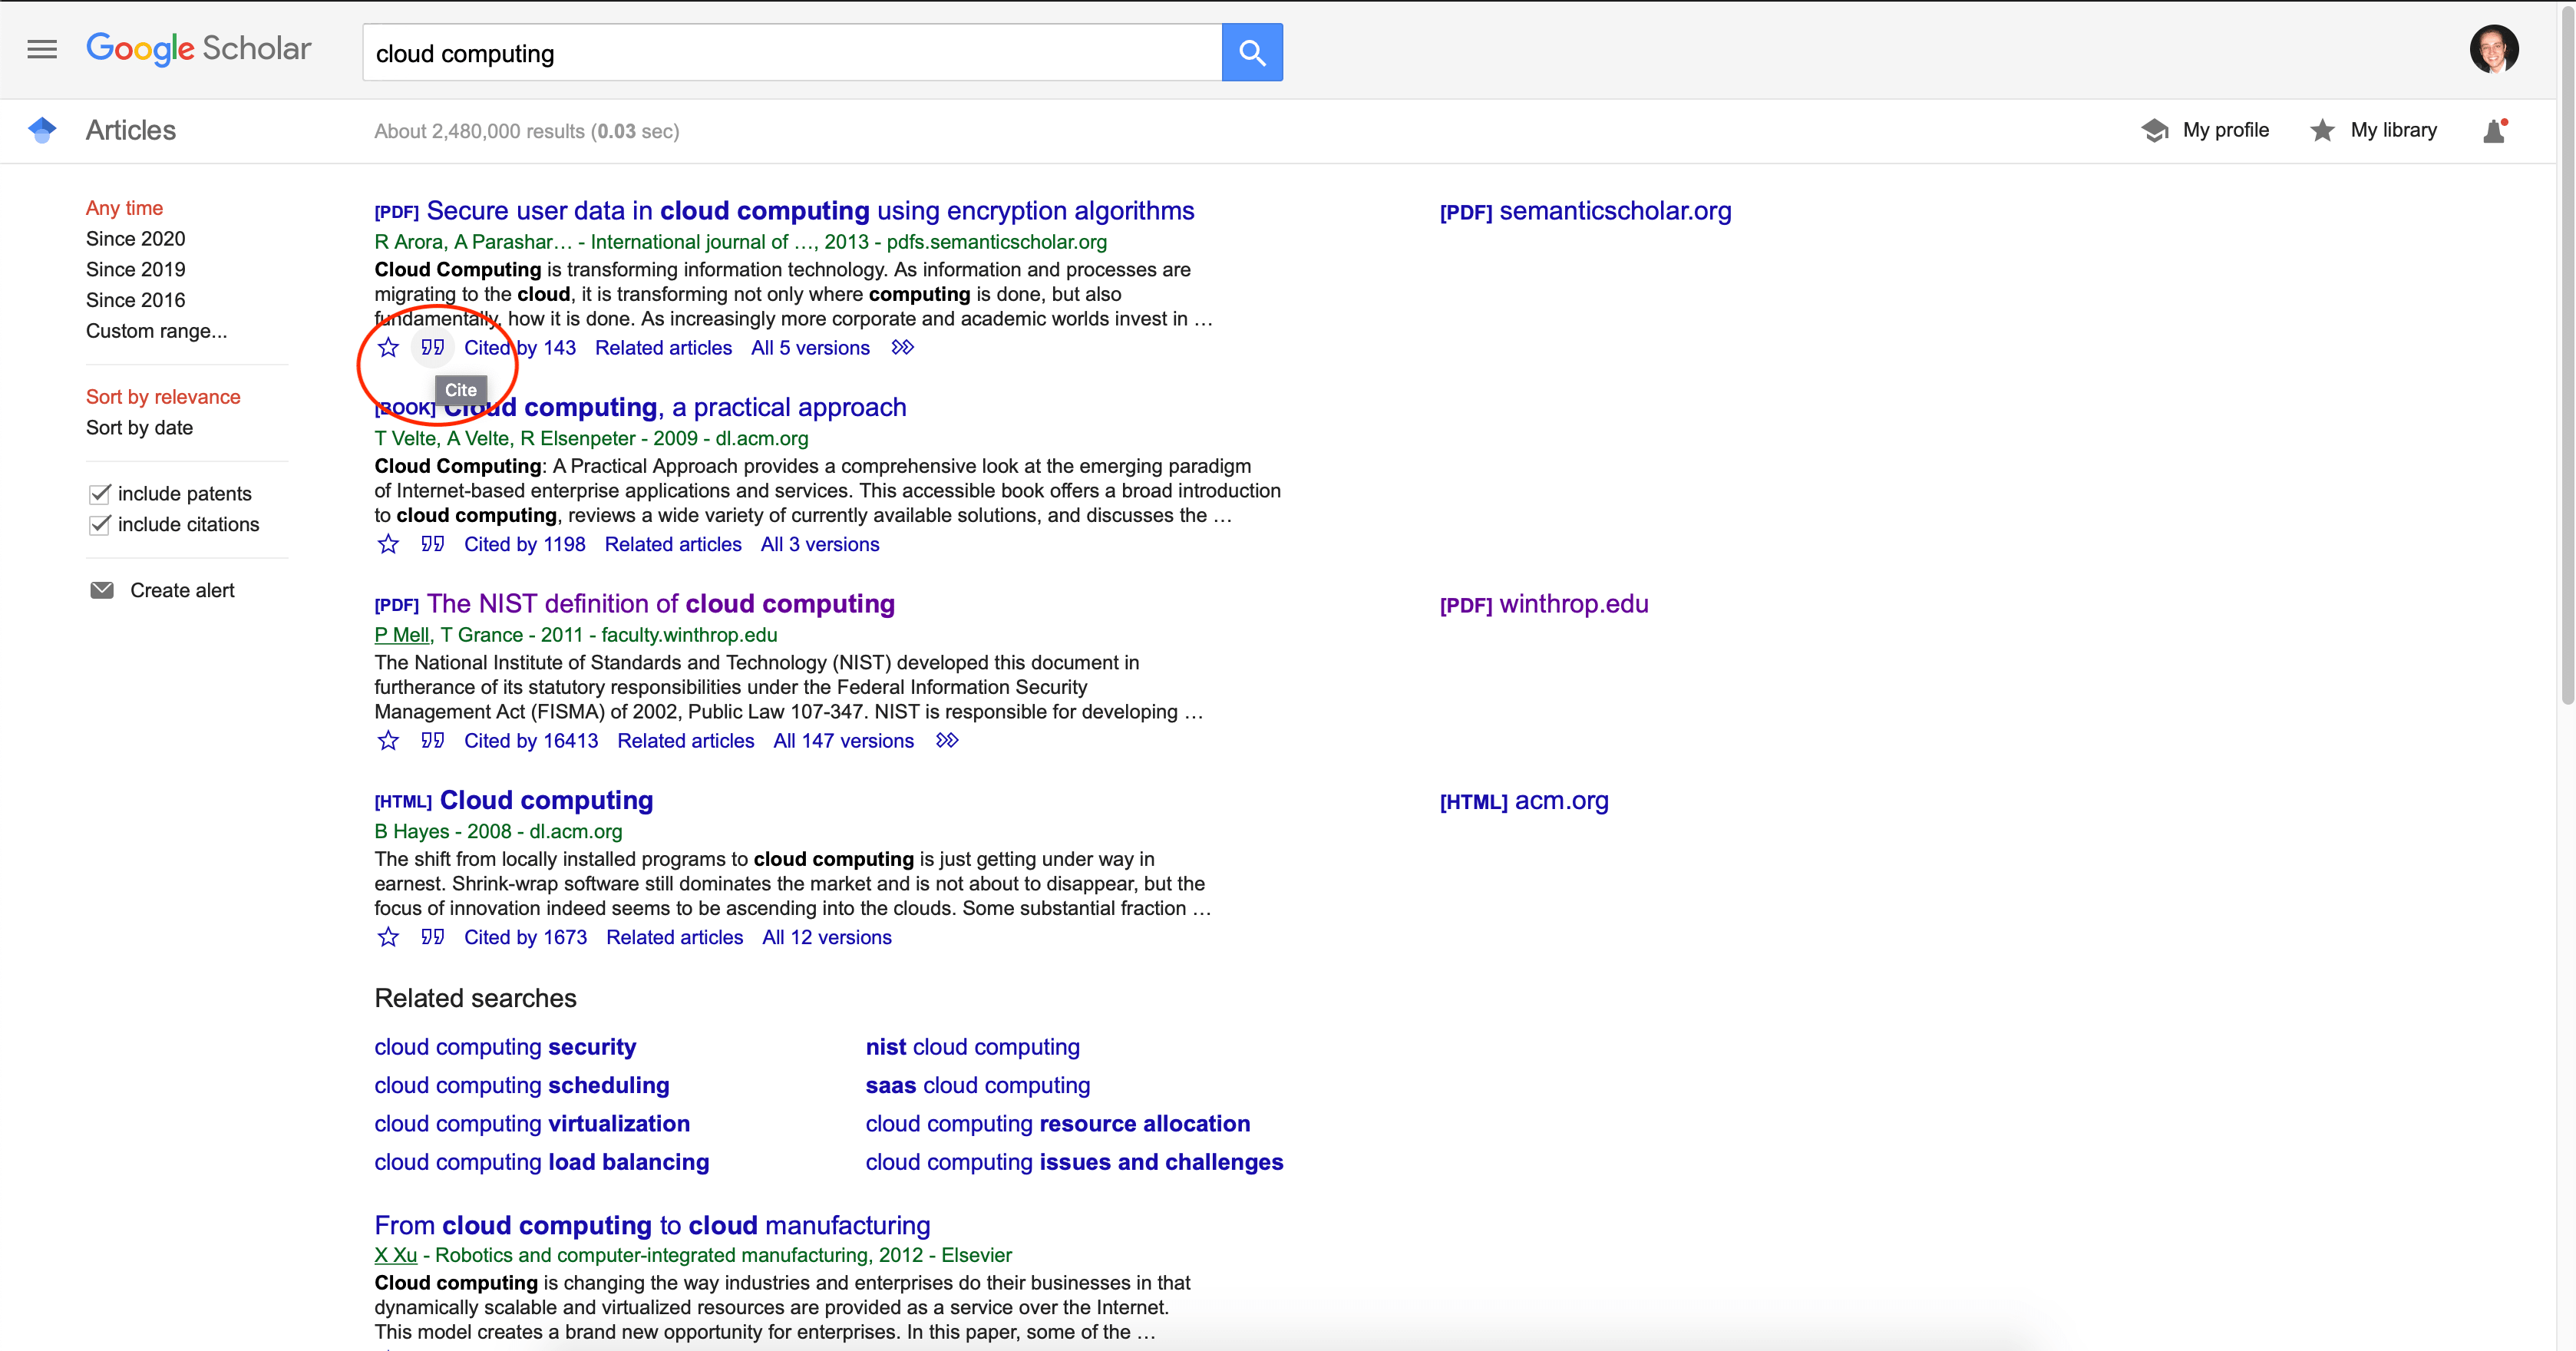 Google Scholar
cloud computing
Articles
About 2,480,000 results (0.03 sec)
My profile
My library
Any time
Since 2020
Since 2019
Since 2016
Custom range...
Sort by relevance
Sort by date
include patents
include citations
Create alert
[PDF] Secure user data in cloud computing using encryption algorithms
R Arora, A Parashar… - International journal of …, 2013 - pdfs.semanticscholar.org
Cloud Computing is transforming information technology. As information and processes are
migrating to the cloud, it is transforming not only where computing is done, but also
fundamentally, how it is done. As increasingly more corporate and academic worlds invest in …
Cited by 143 Related articles All 5 versions
Cite
[PDF] semanticscholar.org
[BOOK] Cloud computing, a practical approach
T Velte, A Velte, R Elsenpeter - 2009 - dl.acm.org
Cloud Computing: A Practical Approach provides a comprehensive look at the emerging paradigm
of Internet-based enterprise applications and services. This accessible book offers a broad introduction
to cloud computing, reviews a wide variety of currently available solutions, and discusses the …
Cited by 1198 Related articles All 3 versions
[PDF] The NIST definition of cloud computing
P Mell, T Grance - 2011 - faculty.winthrop.edu
The National Institute of Standards and Technology (NIST) developed this document in
furtherance of its statutory responsibilities under the Federal Information Security
Management Act (FISMA) of 2002, Public Law 107-347. NIST is responsible for developing …
Cited by 16413 Related articles All 147 versions
[PDF] winthrop.edu
[HTML] Cloud computing
B Hayes - 2008 - dl.acm.org
The shift from locally installed programs to cloud computing is just getting under way in
earnest. Shrink-wrap software still dominates the market and is not about to disappear, but the
focus of innovation indeed seems to be ascending into the clouds. Some substantial fraction …
Cited by 1673 Related articles All 12 versions
[HTML] acm.org
Related searches
cloud computing security
cloud computing scheduling
cloud computing virtualization
cloud computing load balancing
nist cloud computing
saas cloud computing
cloud computing resource allocation
cloud computing issues and challenges
From cloud computing to cloud manufacturing
X Xu - Robotics and computer-integrated manufacturing, 2012 - Elsevier
Cloud computing is changing the way industries and enterprises do their businesses in that
dynamically scalable and virtualized resources are provided as a service over the Internet.
This model creates a brand new opportunity for enterprises. In this paper, some of the …